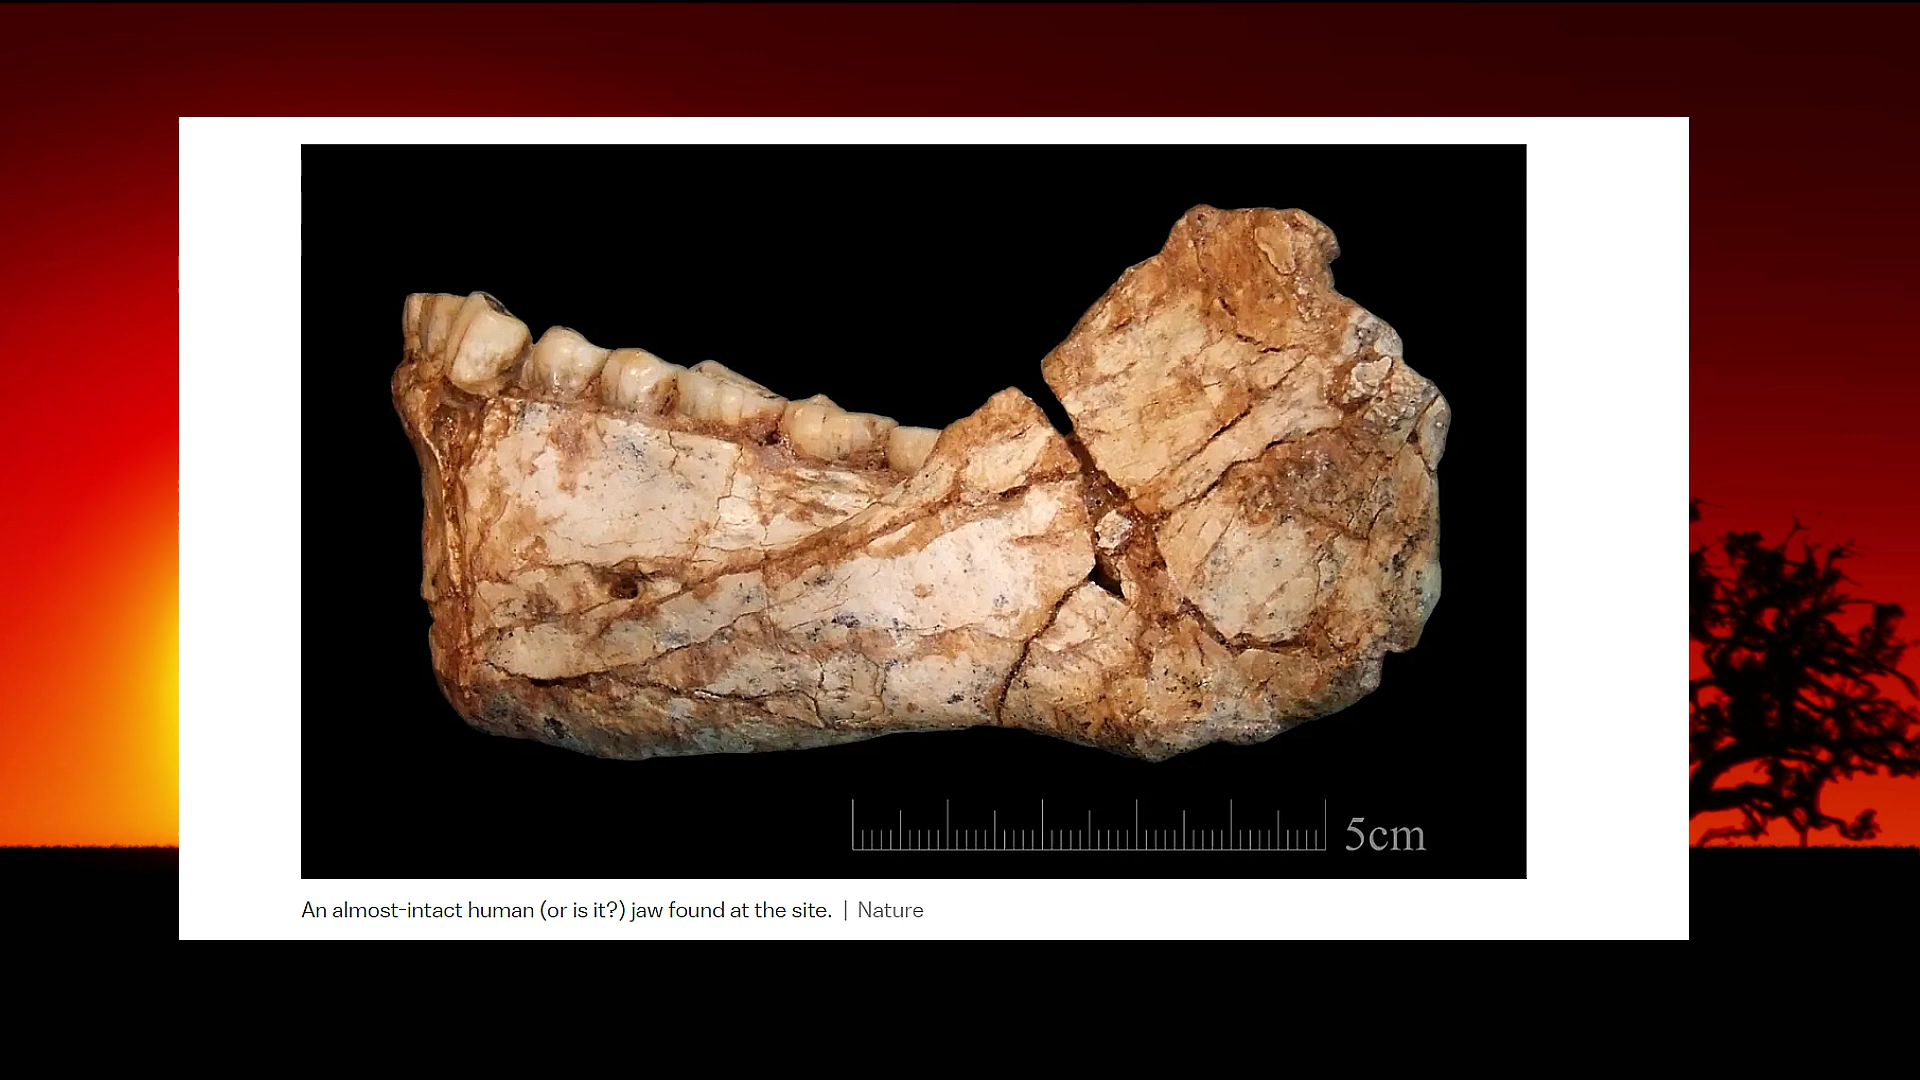 5cm
An almost-intact human (or is it?) jaw found at the site. | Nature